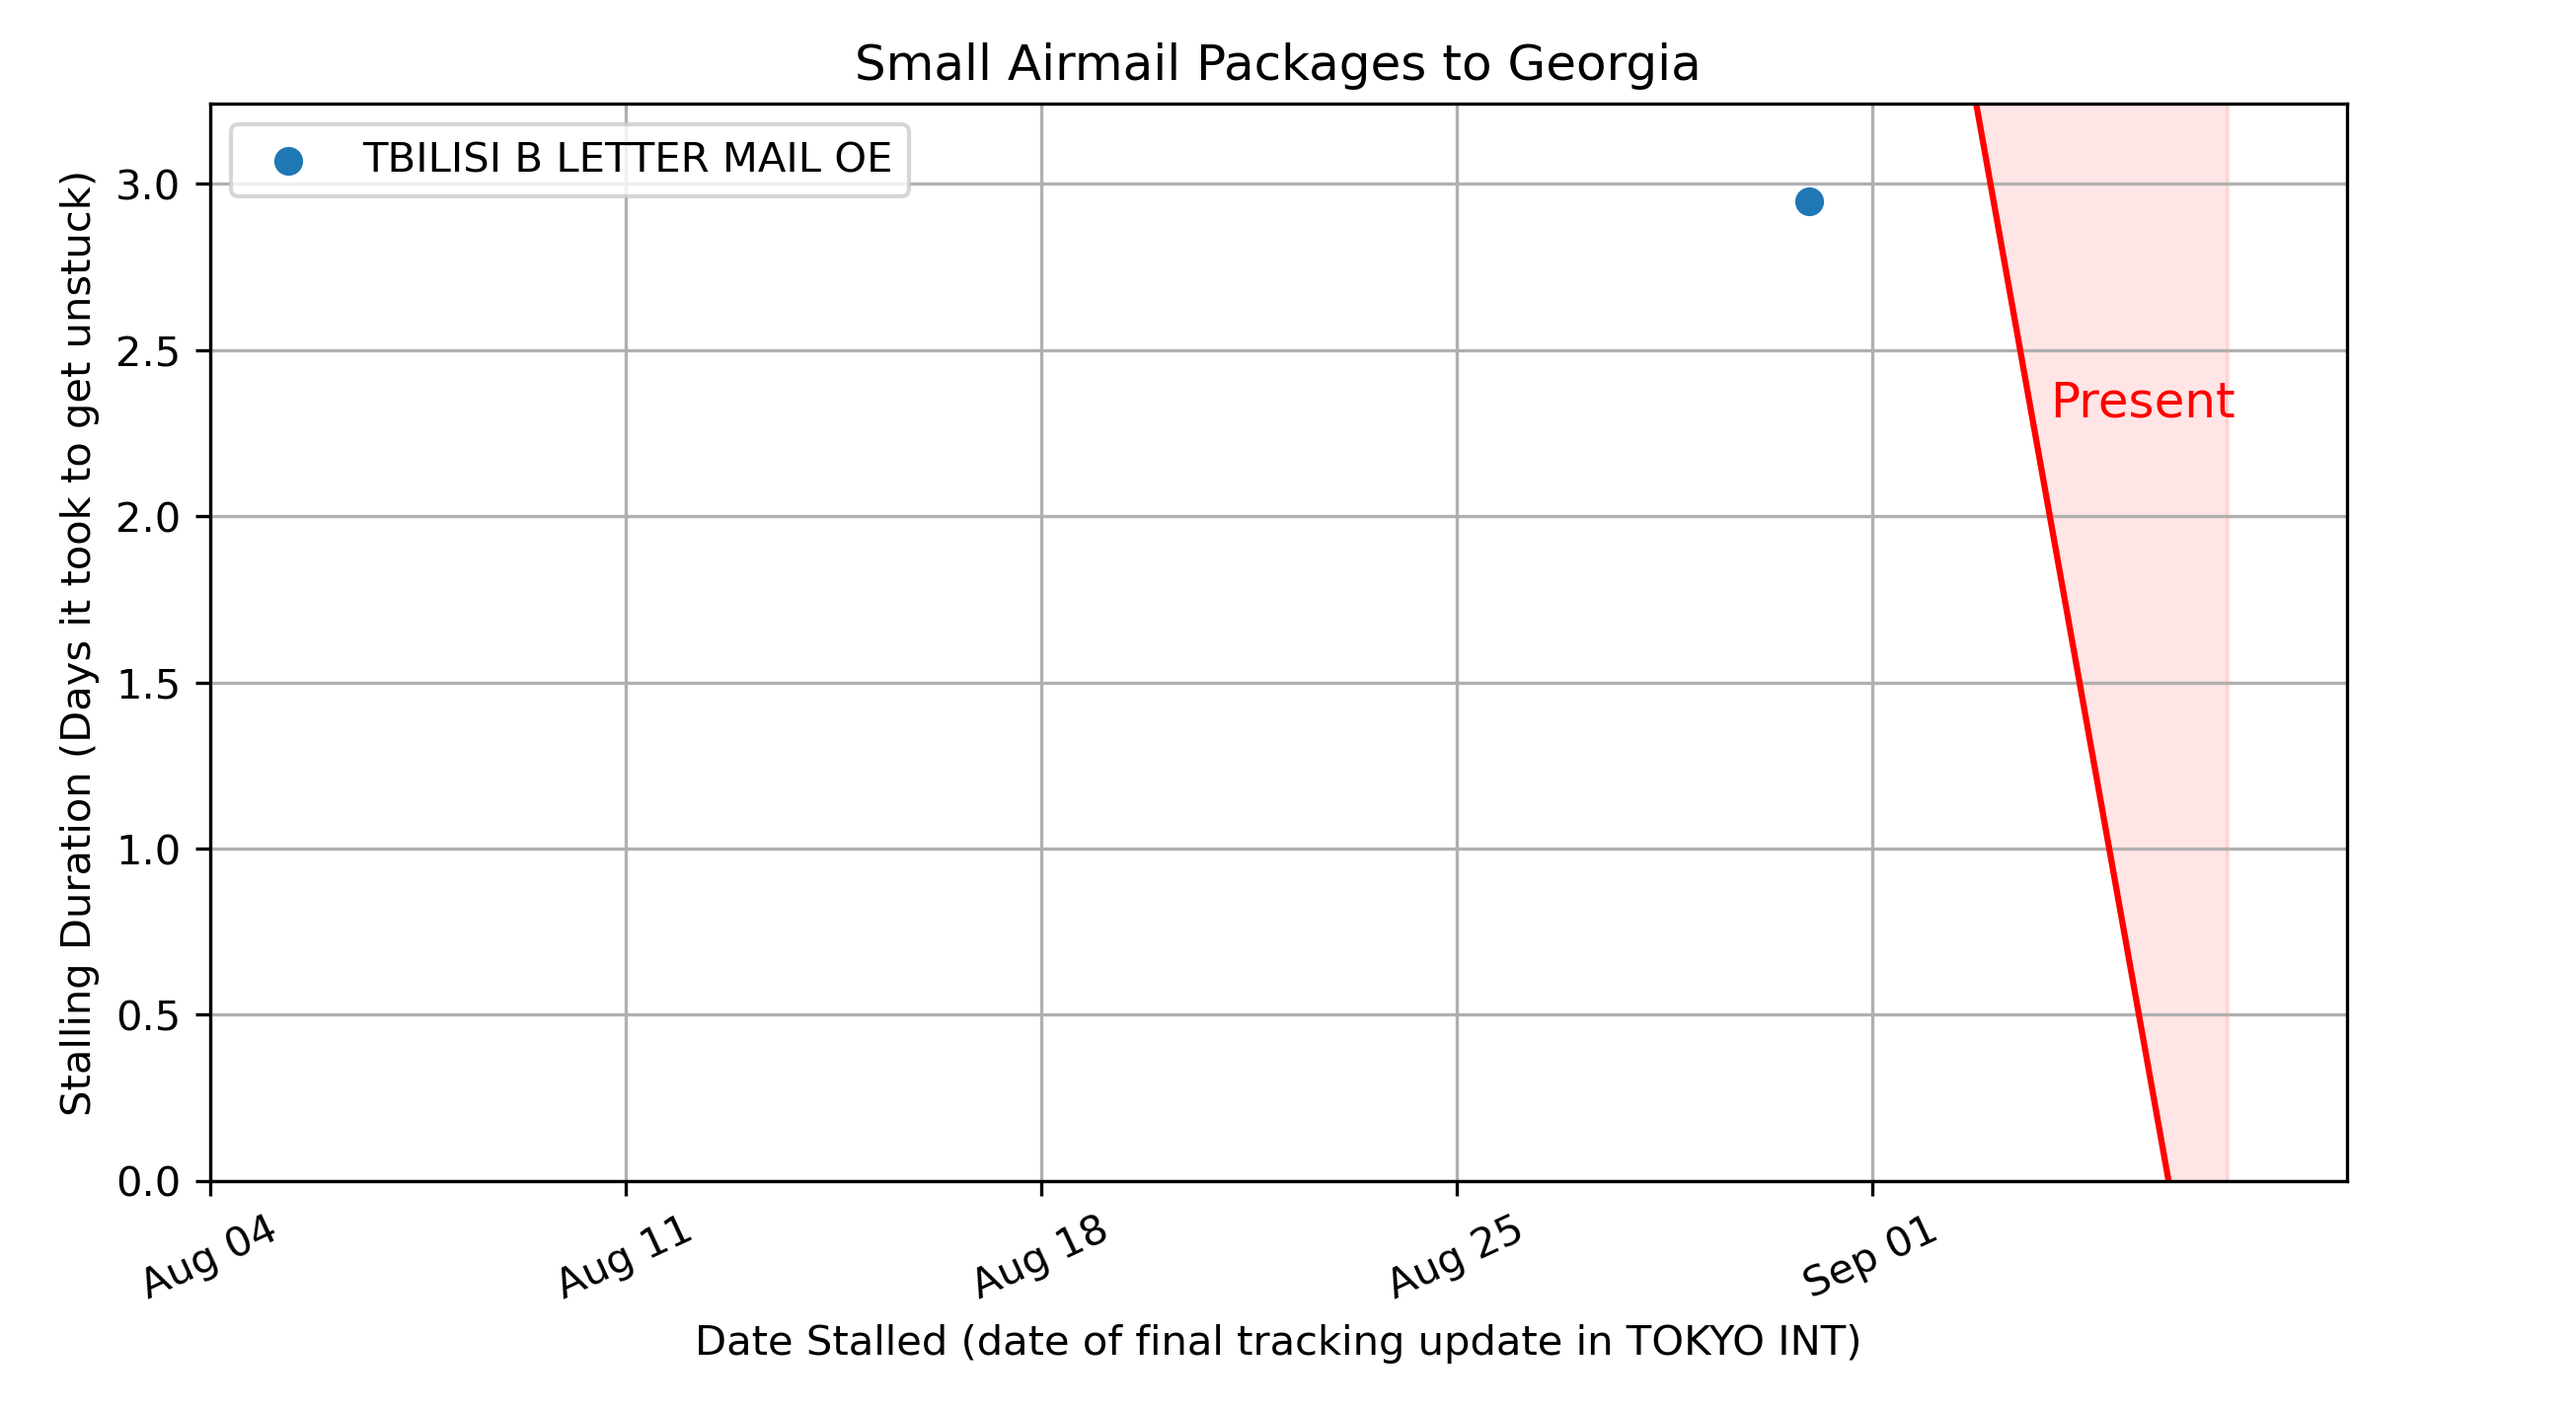 Small Airmail Packages to Georgia
TBILISI B LETTER MAIL OE
Stalling Duration (Days it took to get unstuck)
3.0
2.5
2.0
1.5
1.0
0.5
0.0
Present
Aug 04
Aug 11
Aug 18
Aug 25
Sep 01
Date Stalled (date of final tracking update in TOKYO INT)